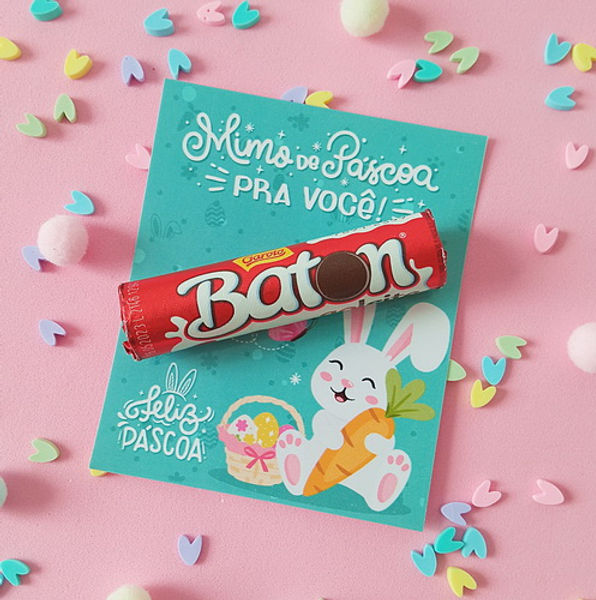 Mimo de Páscoa
PRA VOCÊ!
Garoto
Baton
Feliz
PÁSCOA